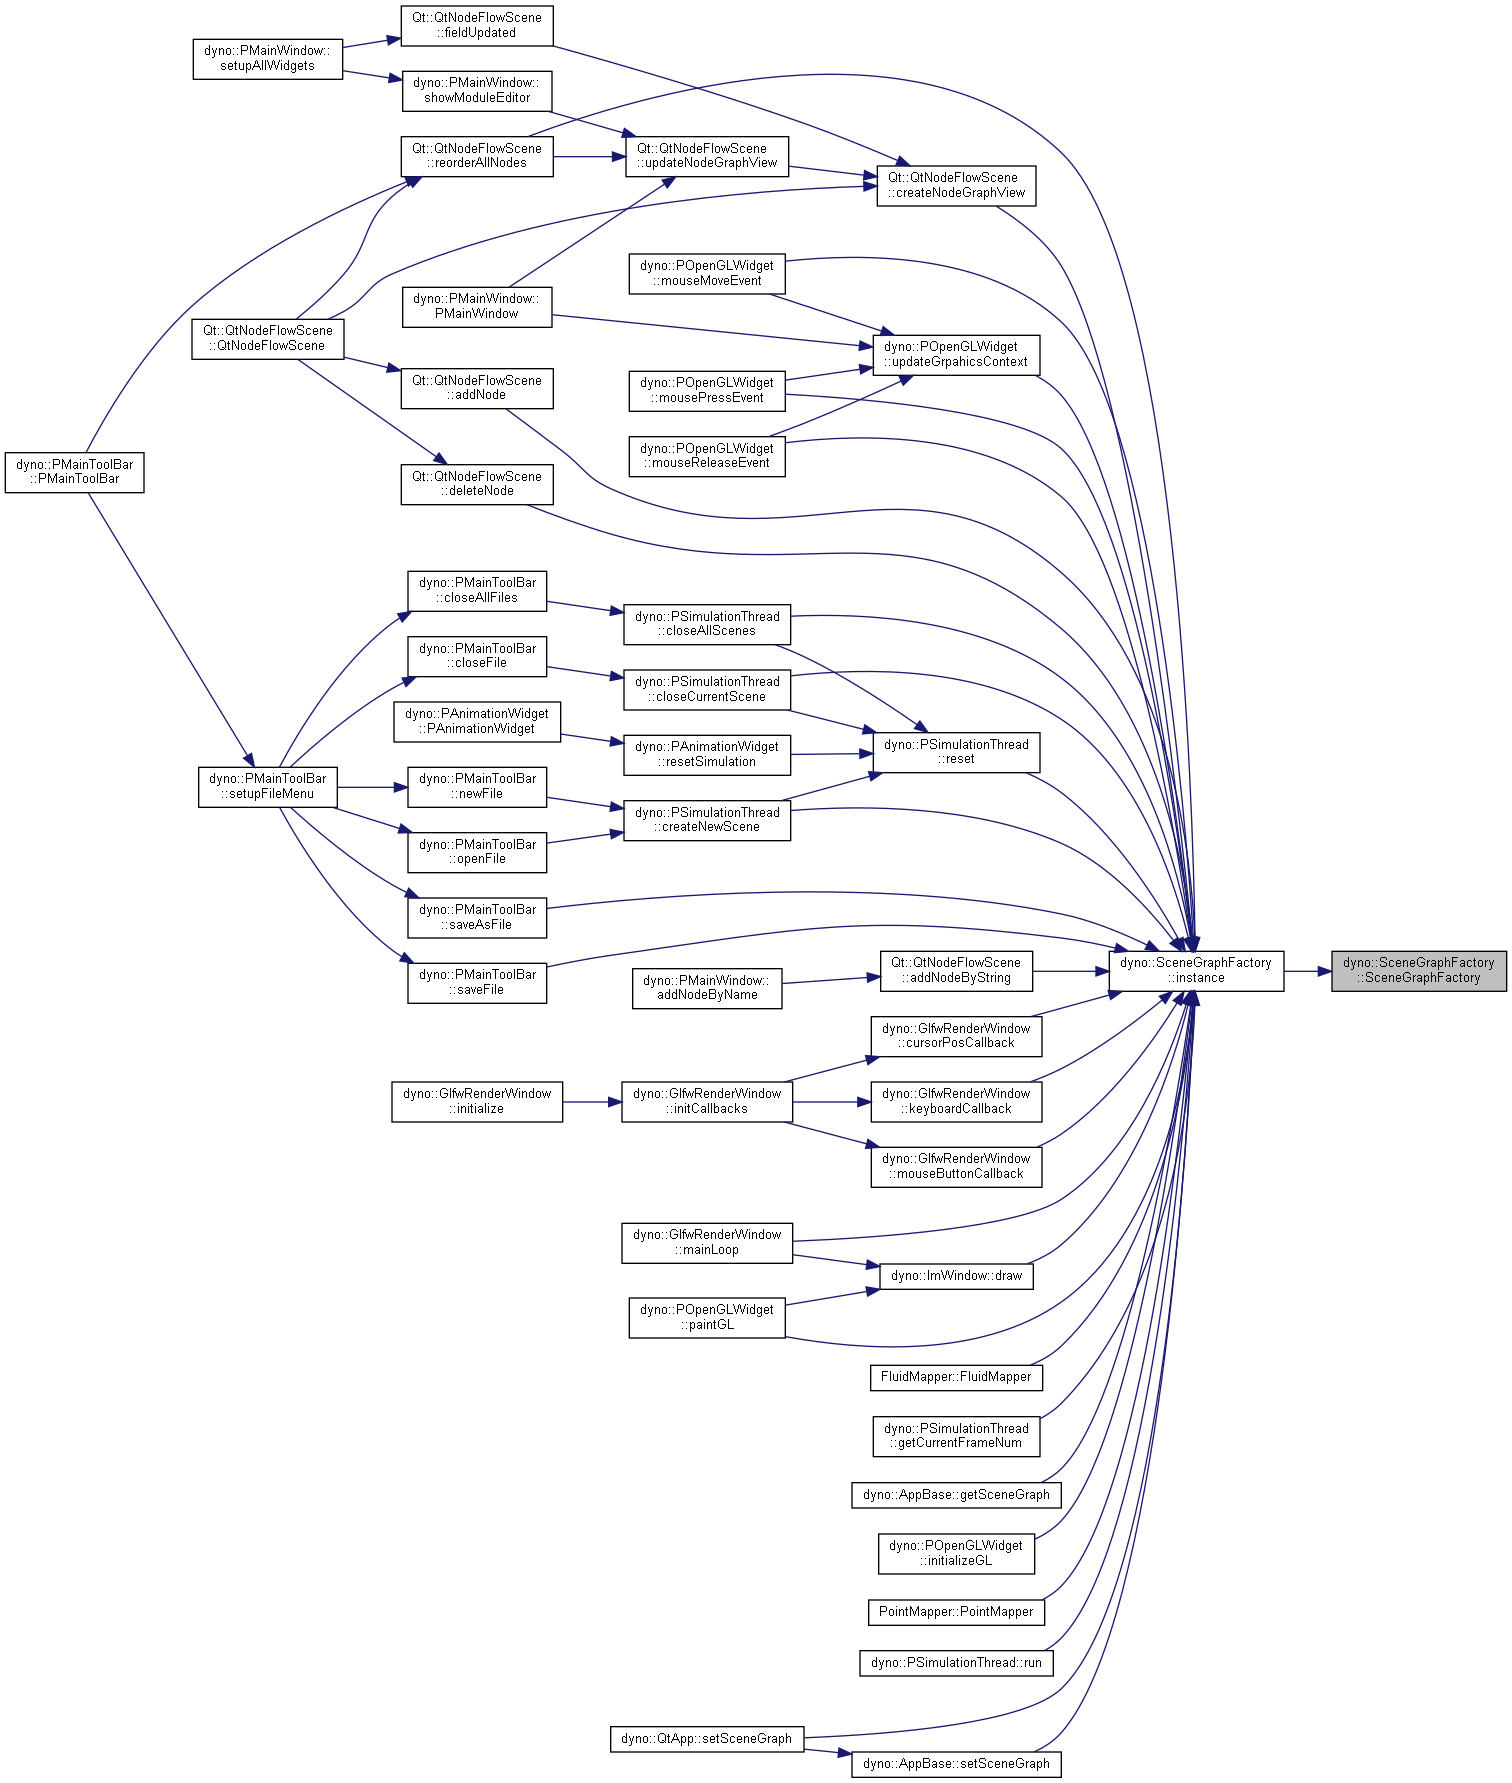 Qt::QtNodeFlowScene
::fieldUpdated
dyno::PMainWindow::
setupAllWidgets
dyno::PMainWindow::
showModuleEditor
Qt::QtNodeFlowScene
::reorderAllNodes
Qt::QtNodeFlowScene
::updateNodeGraphView
Qt::QtNodeFlowScene
::createNodeGraphView
dyno::POpenGLWidget
::mouseMoveEvent
dyno::PMainWindow::
PMainWindow
Qt::QtNodeFlowScene
::QtNodeFlowScene
dyno::POpenGLWidget
::updateGrpahicsContext
Qt::QtNodeFlowScene
::addNode
dyno::POpenGLWidget
::mousePressEvent
dyno::POpenGLWidget
::mouseReleaseEvent
dyno::PMainToolBar
::PMainToolBar
Qt::QtNodeFlowScene
::deleteNode
dyno::PMainToolBar
::closeAllFiles
dyno::PSimulationThread
::closeAllScenes
dyno::PMainToolBar
::closeFile
dyno::PSimulationThread
::closeCurrentScene
dyno::PAnimationWidget
::PAnimationWidget
dyno::PAnimationWidget
::resetSimulation
dyno::PSimulationThread
::reset
dyno::PMainToolBar
::setupFileMenu
dyno::PMainToolBar
::newFile
dyno::PSimulationThread
::createNewScene
dyno::PMainToolBar
::openFile
dyno::PMainToolBar
::saveAsFile
dyno::PMainToolBar
::saveFile
dyno::PMainWindow::
addNodeByName
Qt::QtNodeFlowScene
::addNodeByString
dyno::SceneGraphFactory
::instance
dyno::SceneGraphFactory
::SceneGraphFactory
dyno::GlfwRenderWindow
::cursorPosCallback
dyno::GlfwRenderWindow
::initialize
dyno::GlfwRenderWindow
::initCallbacks
dyno::GlfwRenderWindow
::keyboardCallback
dyno::GlfwRenderWindow
::mouseButtonCallback
dyno::GlfwRenderWindow
::mainLoop
dyno::ImWindow::draw
dyno::POpenGLWidget
::paintGL
FluidMapper::FluidMapper
dyno::PSimulationThread
::getCurrentFrameNum
dyno::AppBase::getSceneGraph
dyno::POpenGLWidget
::initializeGL
PointMapper::PointMapper
dyno::PSimulationThread::run
dyno::QtApp::setSceneGraph
dyno::AppBase::setSceneGraph